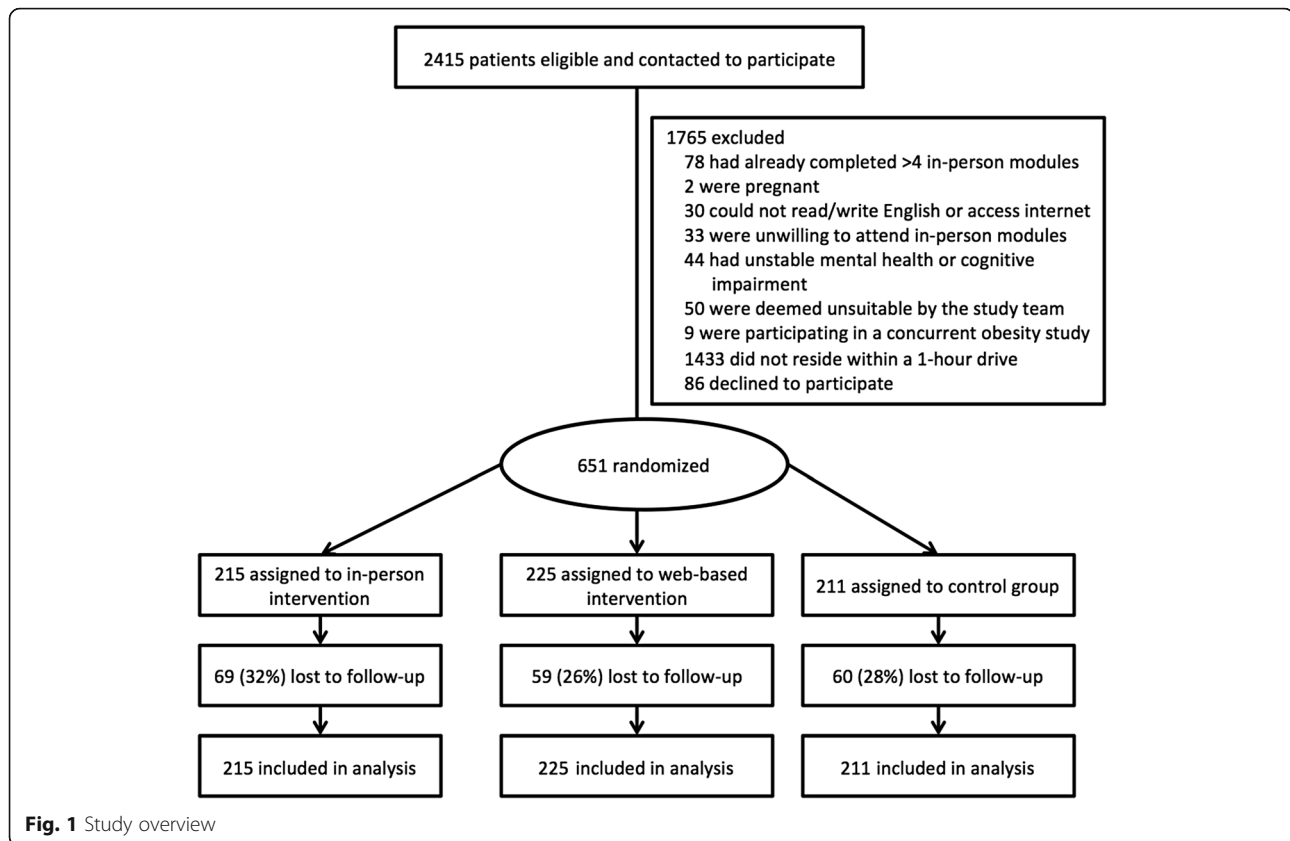 2415 patients eligible and contacted to participate
1765 excluded
78 had already completed >4 in-person modules
2 were pregnant
30 could not read/write English or access internet
33 were unwilling to attend in-person modules
44 had unstable mental health or cognitive
impairment
50 were deemed unsuitable by the study team
9 were participating in a concurrent obesity study
1433 did not reside within a 1-hour drive
86 declined to participate
651 randomized
215 assigned to in-person
intervention
225 assigned to web-based
intervention
211 assigned to control group
69 (32%) lost to follow-up
59 (26%) lost to follow-up
60 (28%) lost to follow-up
215 included in analysis
225 included in analysis
211 included in analysis
Fig. 1 Study overview